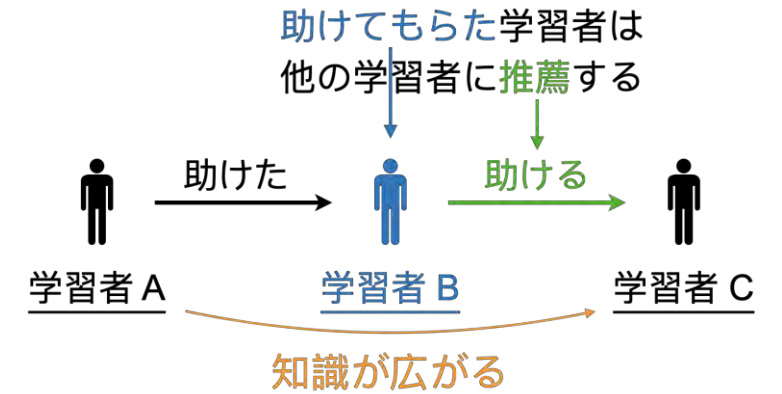 助けてもらた学習者は
他の学習者に推薦する
助けた
助ける
学習者 A
学習者 B
学習者 C
知識が広がる